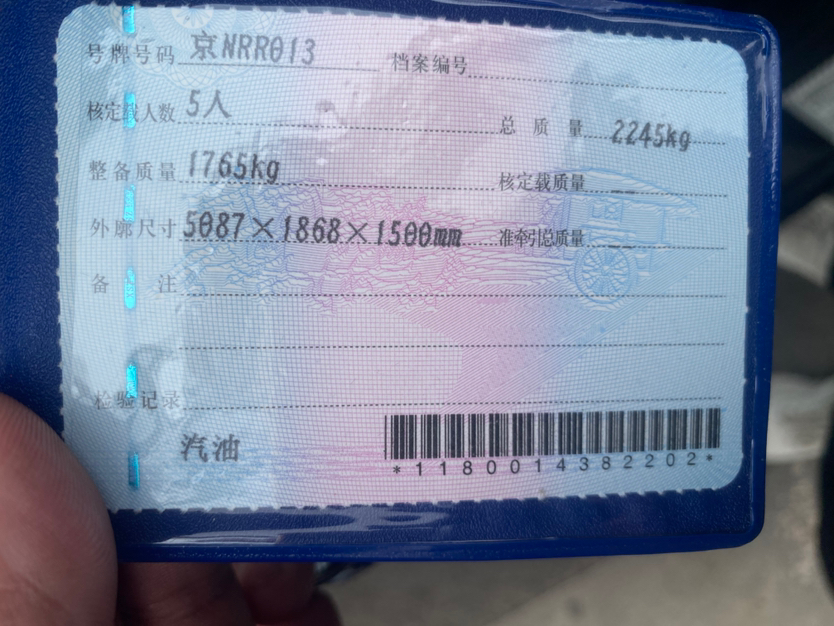 号牌号码 京NRR013 档案编号
核定载人数 5人 总质量 2245kg
整备质量 1765kg 核定载质量 --
外廓尺寸 5087×1868×1500mm 准牵引总质量 --
备注
检验记录
汽油
*1180014382202*